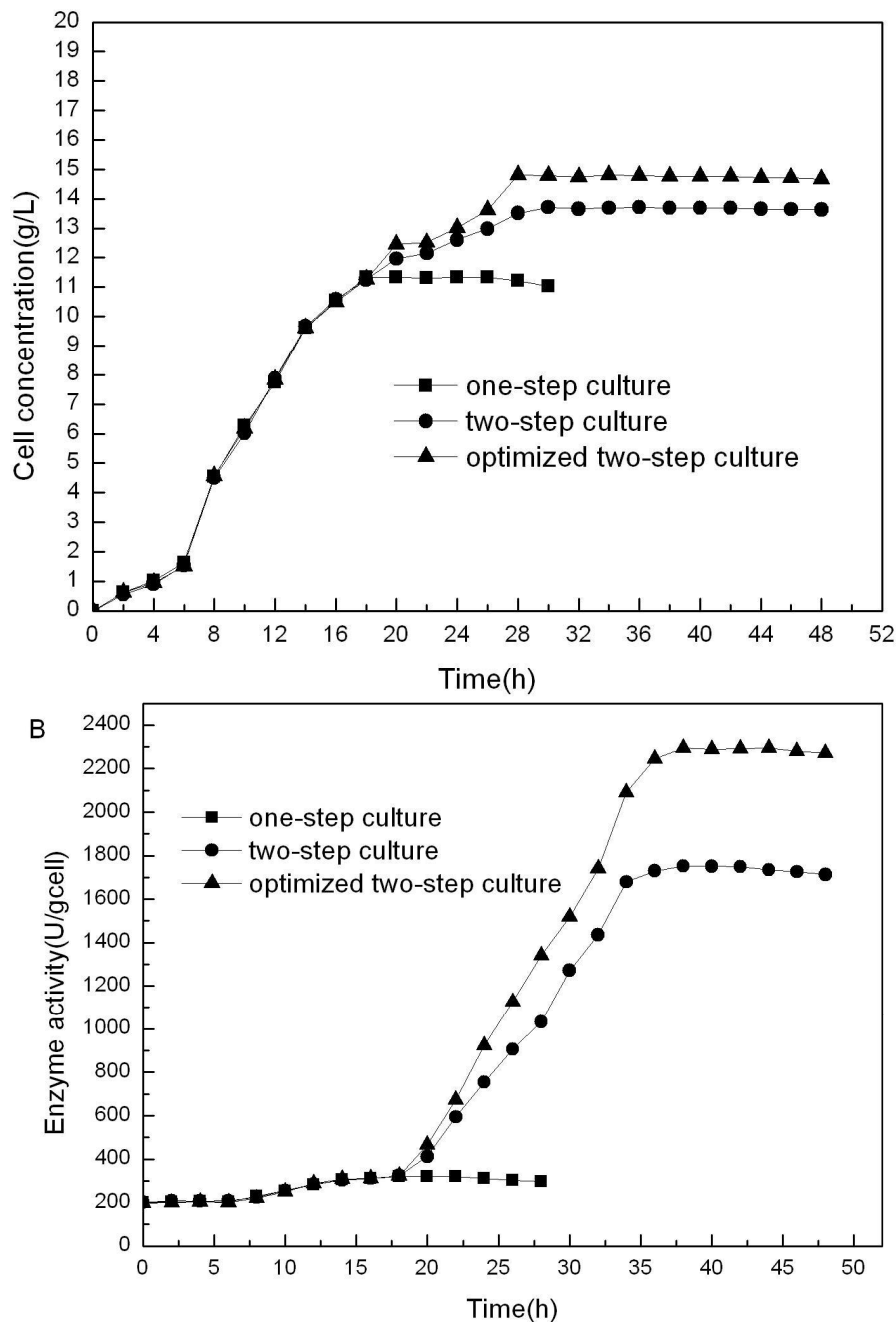 20
19
18
17
16
15
14
13
12
11
10
9
8
7
6
5
4
3
2
1
0
Cell concentration(g/L)
one-step culture
two-step culture
optimized two-step culture
0 4 8 12 16 20 24 28 32 36 40 44 48 52
Time(h)
B
2400
2200
2000
1800
1600
1400
1200
1000
800
600
400
200
0
Enzyme activity(U/gcell)
one-step culture
two-step culture
optimized two-step culture
0 5 10 15 20 25 30 35 40 45 50
Time(h)